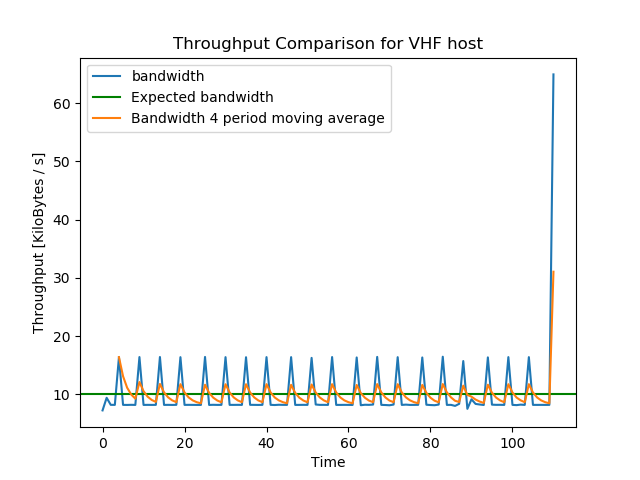 Throughput Comparison for VHF host
bandwidth
Expected bandwidth
Bandwidth 4 period moving average
Throughput [KiloBytes / s]
60
50
40
30
20
10
0 20 40 60 80 100
Time